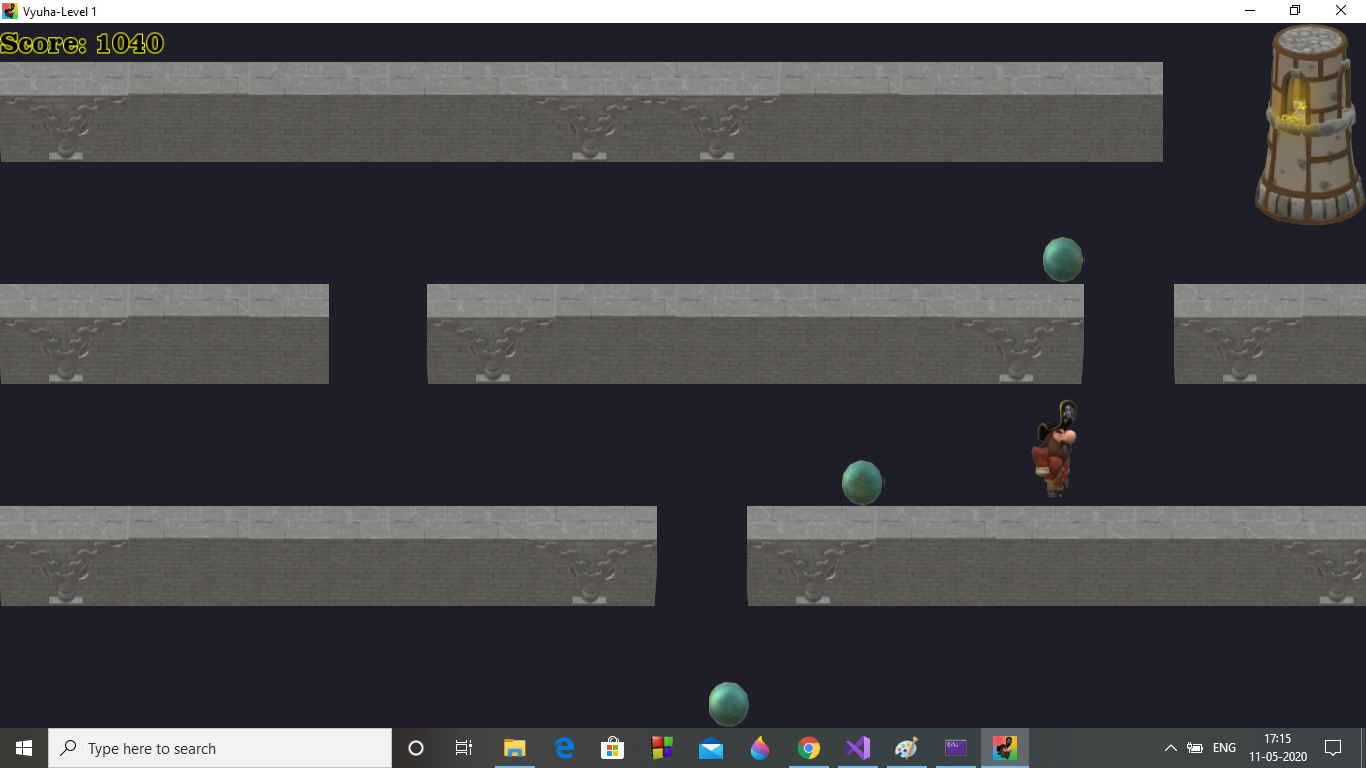 Vyuha-Level 1
Score: 1040
Type here to search
ENG
17:15
11-05-2020